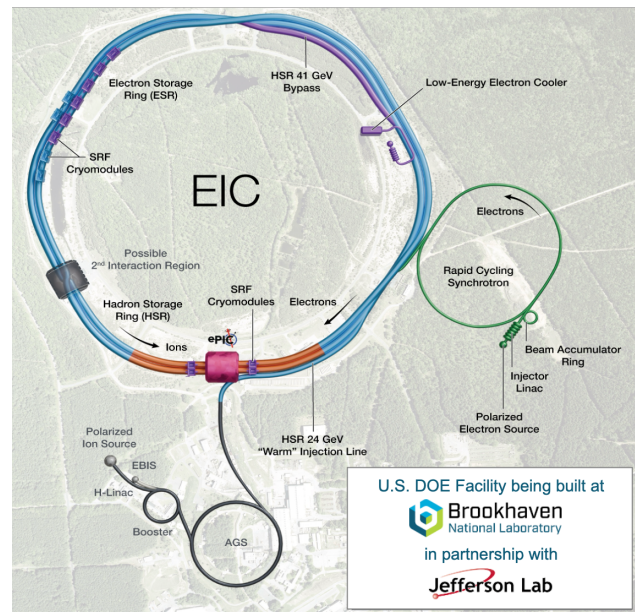 HSR 41 GeV
Bypass
Low-Energy Electron Cooler
Electron Storage
Ring (ESR)
SRF
Cryomodules
EIC
Electrons
Rapid Cycling
Synchrotron
Possible
2nd Interaction Region
Hadron Storage
Ring (HSR)
Ions
SRF
Cryomodules
Electrons
ePIC
Beam Accumulator
Ring
Injector
Linac
Polarized
Electron Source
HSR 24 GeV
"Warm" Injection Line
Polarized
Ion Source
EBIS
H-Linac
Booster
AGS
U.S. DOE Facility being built at
Brookhaven
National Laboratory
in partnership with
Jefferson Lab